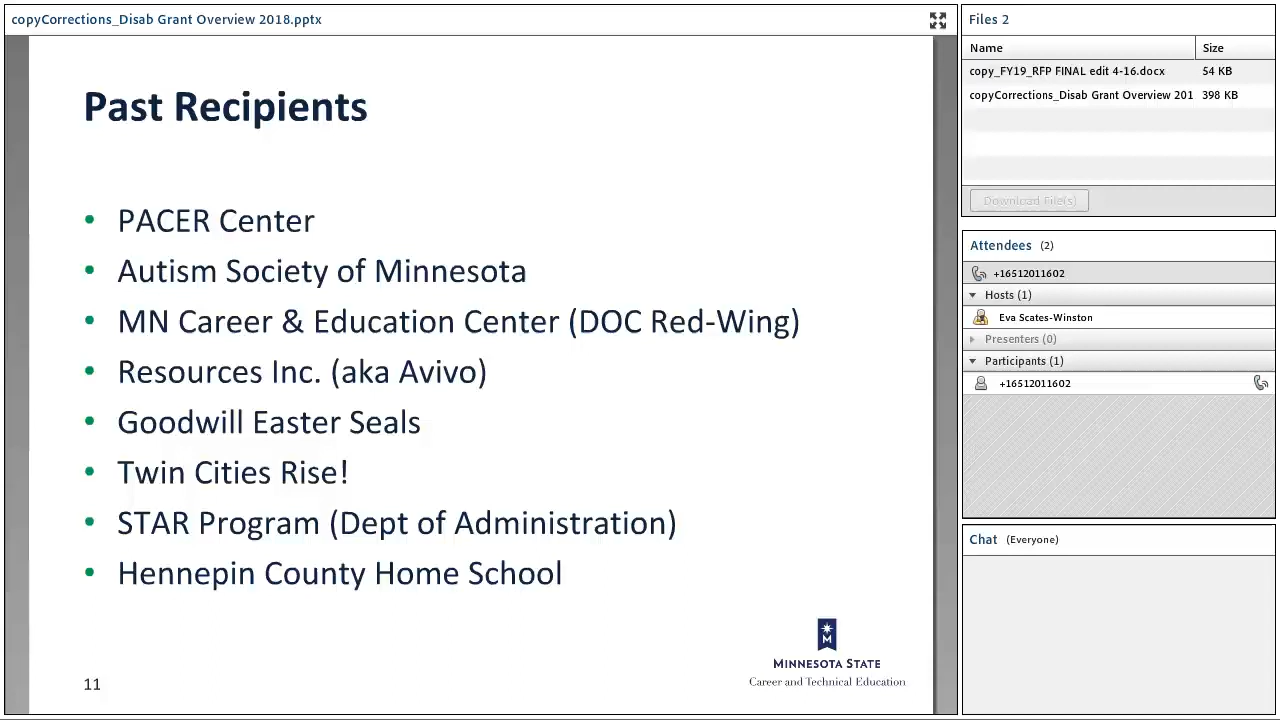 copyCorrections_Disab Grant Overview 2018.pptx
Past Recipients
• PACER Center
• Autism Society of Minnesota
• MN Career & Education Center (DOC Red-Wing)
• Resources Inc. (aka Avivo)
• Goodwill Easter Seals
• Twin Cities Rise!
• STAR Program (Dept of Administration)
• Hennepin County Home School
M
MINNESOTA STATE
Career and Technical Education
11
Files 2
Name Size
copy_FY19_RFP FINAL edit 4-16.docx 54 KB
copyCorrections_Disab Grant Overview 201 398 KB
Download File(s)
Attendees (2)
+16512011602
Hosts (1)
Eva Scates-Winston
Presenters (0)
Participants (1)
+16512011602
Chat (Everyone)